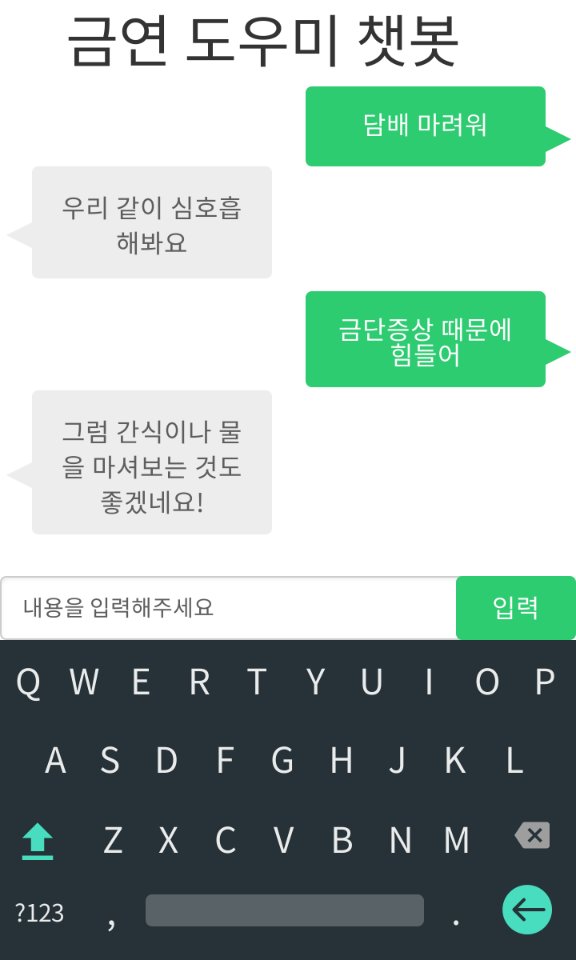 금연 도우미 챗봇
담배 마려워
우리 같이 심호흡
해봐요
금단증상 때문에
힘들어
그럼 간식이나 물
을 마셔보는 것도
좋겠네요!
내용을 입력해주세요
입력
Q W E R T Y U I O P
A S D F G H J K L
Z X C V B N M
?123 , .